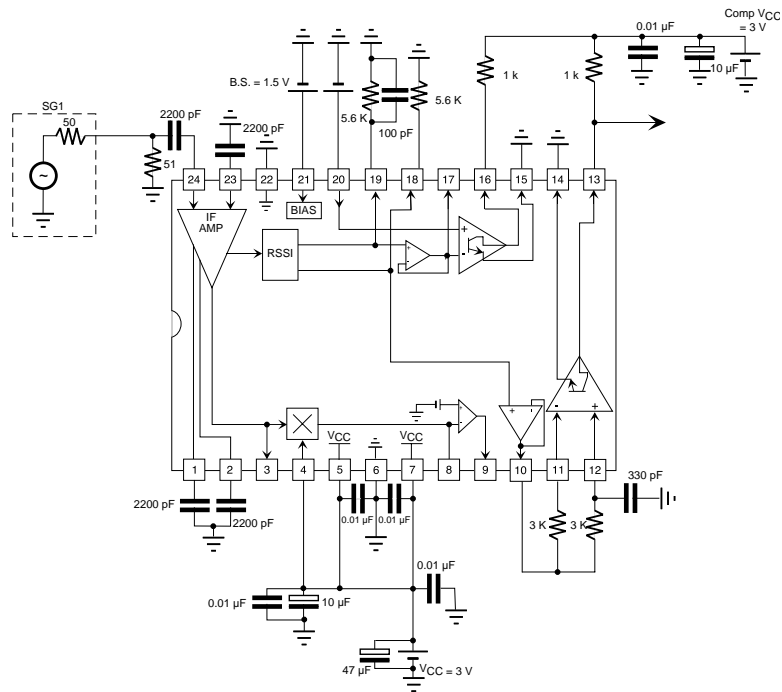 Comp VCC
= 3 V
0.01 µF
10 µF
1 k
1 k
B.S. = 1.5 V
5.6 K
100 pF
5.6 K
SG1
50
2200 pF
51
2200 pF
24
23
22
21
20
19
18
17
16
15
14
13
BIAS
IF
AMP
RSSI
+
-
+
-
+
-
+
-
-
+
+
-
VCC
VCC
1
2
3
4
5
6
7
8
9
10
11
12
2200 pF
2200 pF
0.01 µF
0.01 µF
330 pF
3 K
3 K
0.01 µF
10 µF
0.01 µF
47 µF
VCC = 3 V